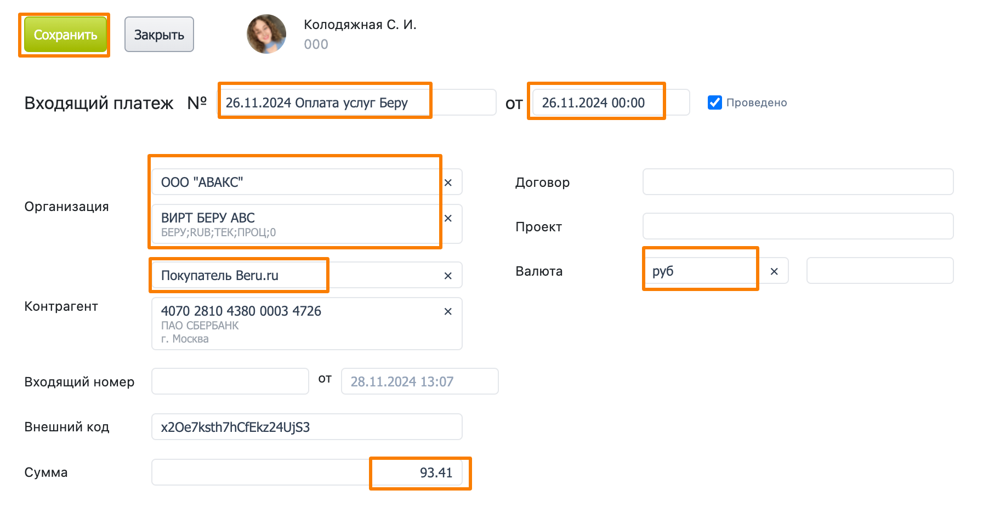 Сохранить
Закрыть
Колодяжная С. И.
ООО
Входящий платеж № 26.11.2024 Оплата услуг Беру от 26.11.2024 00:00 Проведено
Организация
ООО "АВАКС" ×
ВИРТ БЕРУ АВС ×
БЕРУ;RUB;ТЕК;ПРОЦ;0
Контрагент
Покупатель Beru.ru ×
4070 2810 4380 0003 4726 ×
ПАО СБЕРБАНК
г. Москва
Входящий номер от 28.11.2024 13:07
Внешний код x2Oe7ksth7hCfEkz24UjS3
Сумма 93.41
Договор
Проект
Валюта руб ×